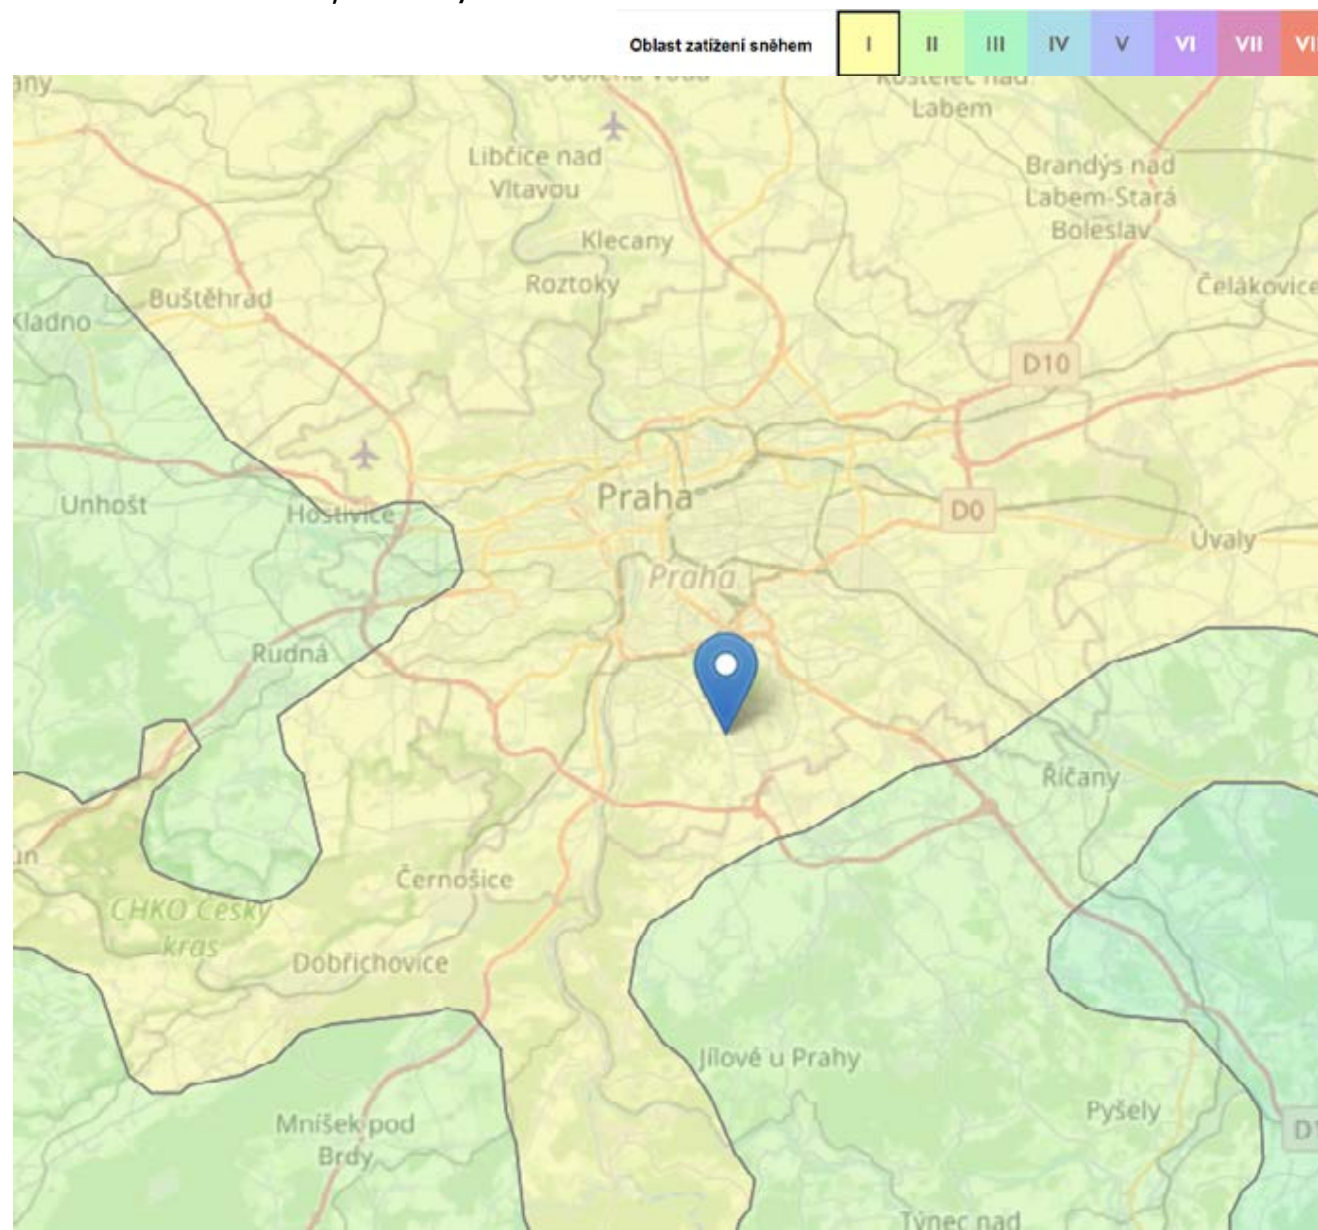 Oblast zatížení sněhem I II III IV V VI VII
Labem
Libčice nad
Vltavou
Brandýs nad
Labem-Stará
Boleslav
Klecany
Roztoky
Čelákovice
Buštěhrad
Kladno
D10
Praha
Unhošť
Hostivice
D0
Úvaly
Praha
Rudná
Říčany
Černošice
CHKO Český
kras
Dobřichovice
Jílové u Prahy
Mníšek pod
Brdy
Pyšely
Týnec nad